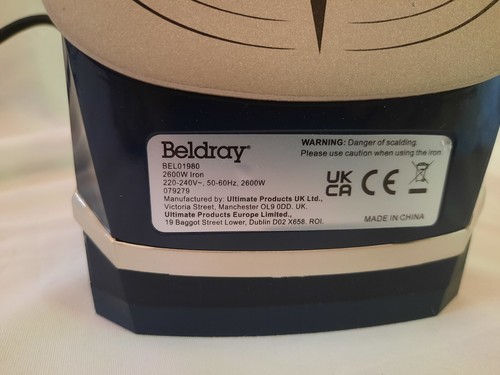 Beldray®
BEL01980
2600W Iron
220-240V~, 50-60Hz, 2600W
079279
Manufactured by: Ultimate Products UK Ltd.,
Victoria Street, Manchester OL9 0DD. UK.
Ultimate Products Europe Limited.,
19 Baggot Street Lower, Dublin D02 X658. ROI.
WARNING: Danger of scalding.
Please use caution when using the iron
UK
CA CE
MADE IN CHINA